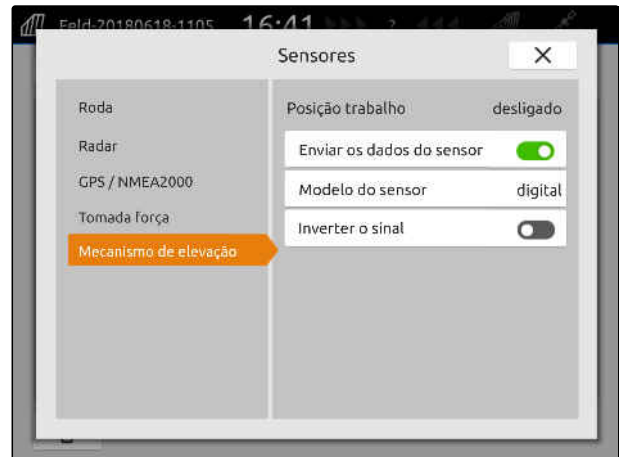 Feld-20180618-1105 16:41 ?
Sensores
Roda
Radar
GPS / NMEA2000
Tomada força
Mecanismo de elevação
Posição trabalho desligado
Enviar os dados do sensor
Modelo do sensor digital
Inverter o sinal